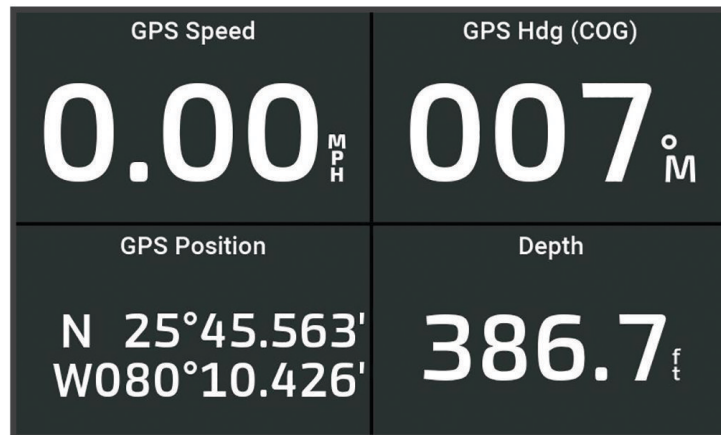 GPS Speed
0.00 MPH
GPS Hdg (COG)
007°M
GPS Position
N 25°45.563'
W080°10.426'
Depth
386.7 ft